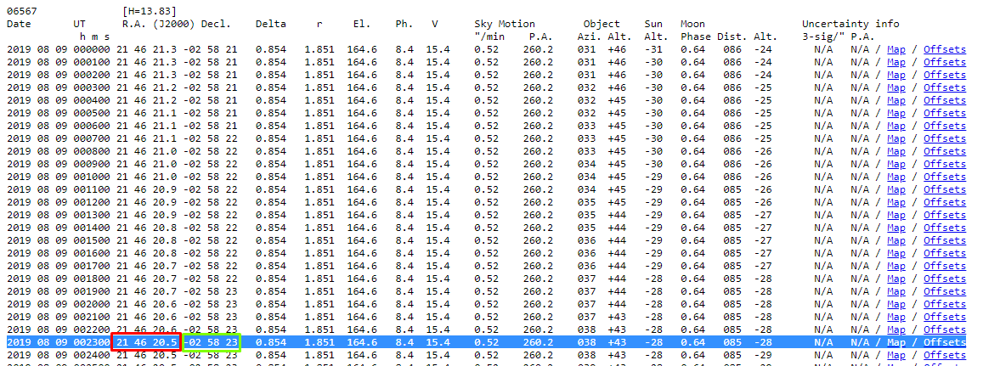 06567 [H=13.83]
Date UT R.A. (J2000) Decl. Delta r El. Ph. V Sky Motion Object Sun Moon Uncertainty info
h m s "/min P.A. Azi. Alt. Alt. Phase Dist. Alt. 3-sig/" P.A.
2019 08 09 000000 21 46 21.3 -02 58 21 0.854 1.851 164.6 8.4 15.4 0.52 260.2 031 +46 -31 0.64 086 -24 N/A N/A / Map / Offsets
2019 08 09 000100 21 46 21.3 -02 58 21 0.854 1.851 164.6 8.4 15.4 0.52 260.2 031 +46 -30 0.64 086 -24 N/A N/A / Map / Offsets
2019 08 09 000200 21 46 21.3 -02 58 21 0.854 1.851 164.6 8.4 15.4 0.52 260.2 031 +46 -30 0.64 086 -24 N/A N/A / Map / Offsets
2019 08 09 000300 21 46 21.2 -02 58 21 0.854 1.851 164.6 8.4 15.4 0.52 260.2 032 +46 -30 0.64 086 -25 N/A N/A / Map / Offsets
2019 08 09 000400 21 46 21.2 -02 58 21 0.854 1.851 164.6 8.4 15.4 0.52 260.2 032 +45 -30 0.64 086 -25 N/A N/A / Map / Offsets
2019 08 09 000500 21 46 21.1 -02 58 21 0.854 1.851 164.6 8.4 15.4 0.52 260.2 032 +45 -30 0.64 086 -25 N/A N/A / Map / Offsets
2019 08 09 000600 21 46 21.1 -02 58 21 0.854 1.851 164.6 8.4 15.4 0.52 260.2 033 +45 -30 0.64 086 -25 N/A N/A / Map / Offsets
2019 08 09 000700 21 46 21.1 -02 58 22 0.854 1.851 164.6 8.4 15.4 0.52 260.2 033 +45 -30 0.64 086 -25 N/A N/A / Map / Offsets
2019 08 09 000800 21 46 21.0 -02 58 22 0.854 1.851 164.6 8.4 15.4 0.52 260.2 033 +45 -30 0.64 086 -26 N/A N/A / Map / Offsets
2019 08 09 000900 21 46 21.0 -02 58 22 0.854 1.851 164.6 8.4 15.4 0.52 260.2 034 +45 -30 0.64 086 -26 N/A N/A / Map / Offsets
2019 08 09 001000 21 46 21.0 -02 58 22 0.854 1.851 164.6 8.4 15.4 0.52 260.2 034 +45 -29 0.64 086 -26 N/A N/A / Map / Offsets
2019 08 09 001100 21 46 20.9 -02 58 22 0.854 1.851 164.6 8.4 15.4 0.52 260.2 034 +45 -29 0.64 085 -26 N/A N/A / Map / Offsets
2019 08 09 001200 21 46 20.9 -02 58 22 0.854 1.851 164.6 8.4 15.4 0.52 260.2 035 +45 -29 0.64 085 -26 N/A N/A / Map / Offsets
2019 08 09 001300 21 46 20.9 -02 58 22 0.854 1.851 164.6 8.4 15.4 0.52 260.2 035 +44 -29 0.64 085 -27 N/A N/A / Map / Offsets
2019 08 09 001400 21 46 20.8 -02 58 22 0.854 1.851 164.6 8.4 15.4 0.52 260.2 035 +44 -29 0.64 085 -27 N/A N/A / Map / Offsets
2019 08 09 001500 21 46 20.8 -02 58 22 0.854 1.851 164.6 8.4 15.4 0.52 260.2 036 +44 -29 0.64 085 -27 N/A N/A / Map / Offsets
2019 08 09 001600 21 46 20.8 -02 58 22 0.854 1.851 164.6 8.4 15.4 0.52 260.2 036 +44 -29 0.64 085 -27 N/A N/A / Map / Offsets
2019 08 09 001700 21 46 20.7 -02 58 22 0.854 1.851 164.6 8.4 15.4 0.52 260.2 036 +44 -29 0.64 085 -27 N/A N/A / Map / Offsets
2019 08 09 001800 21 46 20.7 -02 58 22 0.854 1.851 164.6 8.4 15.4 0.52 260.2 037 +44 -28 0.64 085 -28 N/A N/A / Map / Offsets
2019 08 09 001900 21 46 20.7 -02 58 23 0.854 1.851 164.6 8.4 15.4 0.52 260.2 037 +44 -28 0.64 085 -28 N/A N/A / Map / Offsets
2019 08 09 002000 21 46 20.6 -02 58 23 0.854 1.851 164.6 8.4 15.4 0.52 260.2 037 +44 -28 0.64 085 -28 N/A N/A / Map / Offsets
2019 08 09 002100 21 46 20.6 -02 58 23 0.854 1.851 164.6 8.4 15.4 0.52 260.2 037 +43 -28 0.64 085 -28 N/A N/A / Map / Offsets
2019 08 09 002200 21 46 20.6 -02 58 23 0.854 1.851 164.6 8.4 15.4 0.52 260.2 038 +43 -28 0.64 085 -28 N/A N/A / Map / Offsets
2019 08 09 002300 21 46 20.5 -02 58 23 0.854 1.851 164.6 8.4 15.4 0.52 260.2 038 +43 -28 0.64 085 -28 N/A N/A / Map / Offsets
2019 08 09 002400 21 46 20.5 -02 58 23 0.854 1.851 164.6 8.4 15.4 0.52 260.2 038 +43 -28 0.64 085 -29 N/A N/A / Map / Offsets